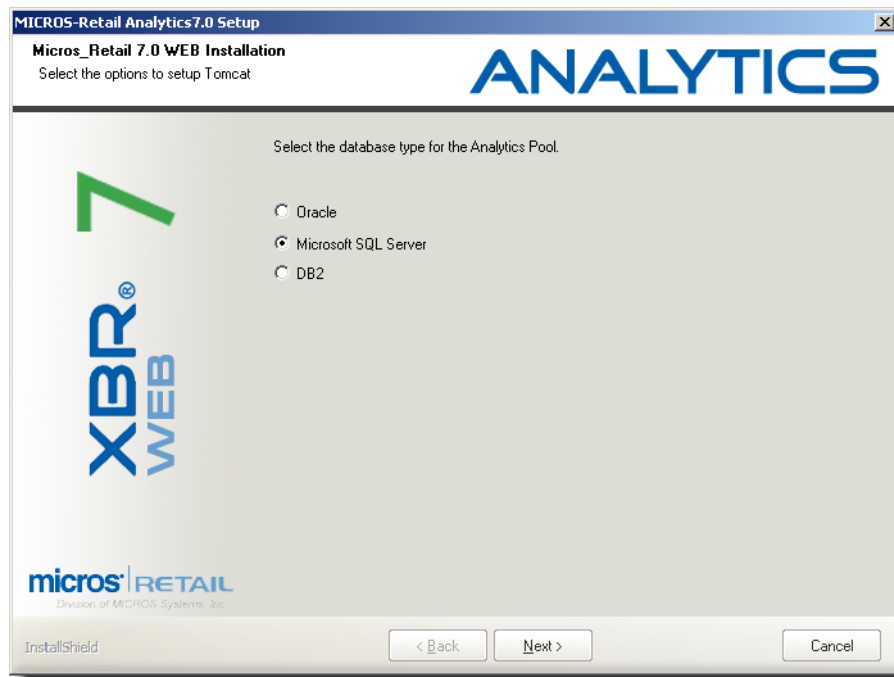 MICROS-Retail Analytics7.0 Setup
Micros_Retail 7.0 WEB Installation
Select the options to setup Tomcat
ANALYTICS
Select the database type for the Analytics Pool.
Oracle
Microsoft SQL Server
DB2
XBR® 7
WEB
micros RETAIL
Division of MICROS Systems, Inc.
InstallShield
< Back
Next >
Cancel